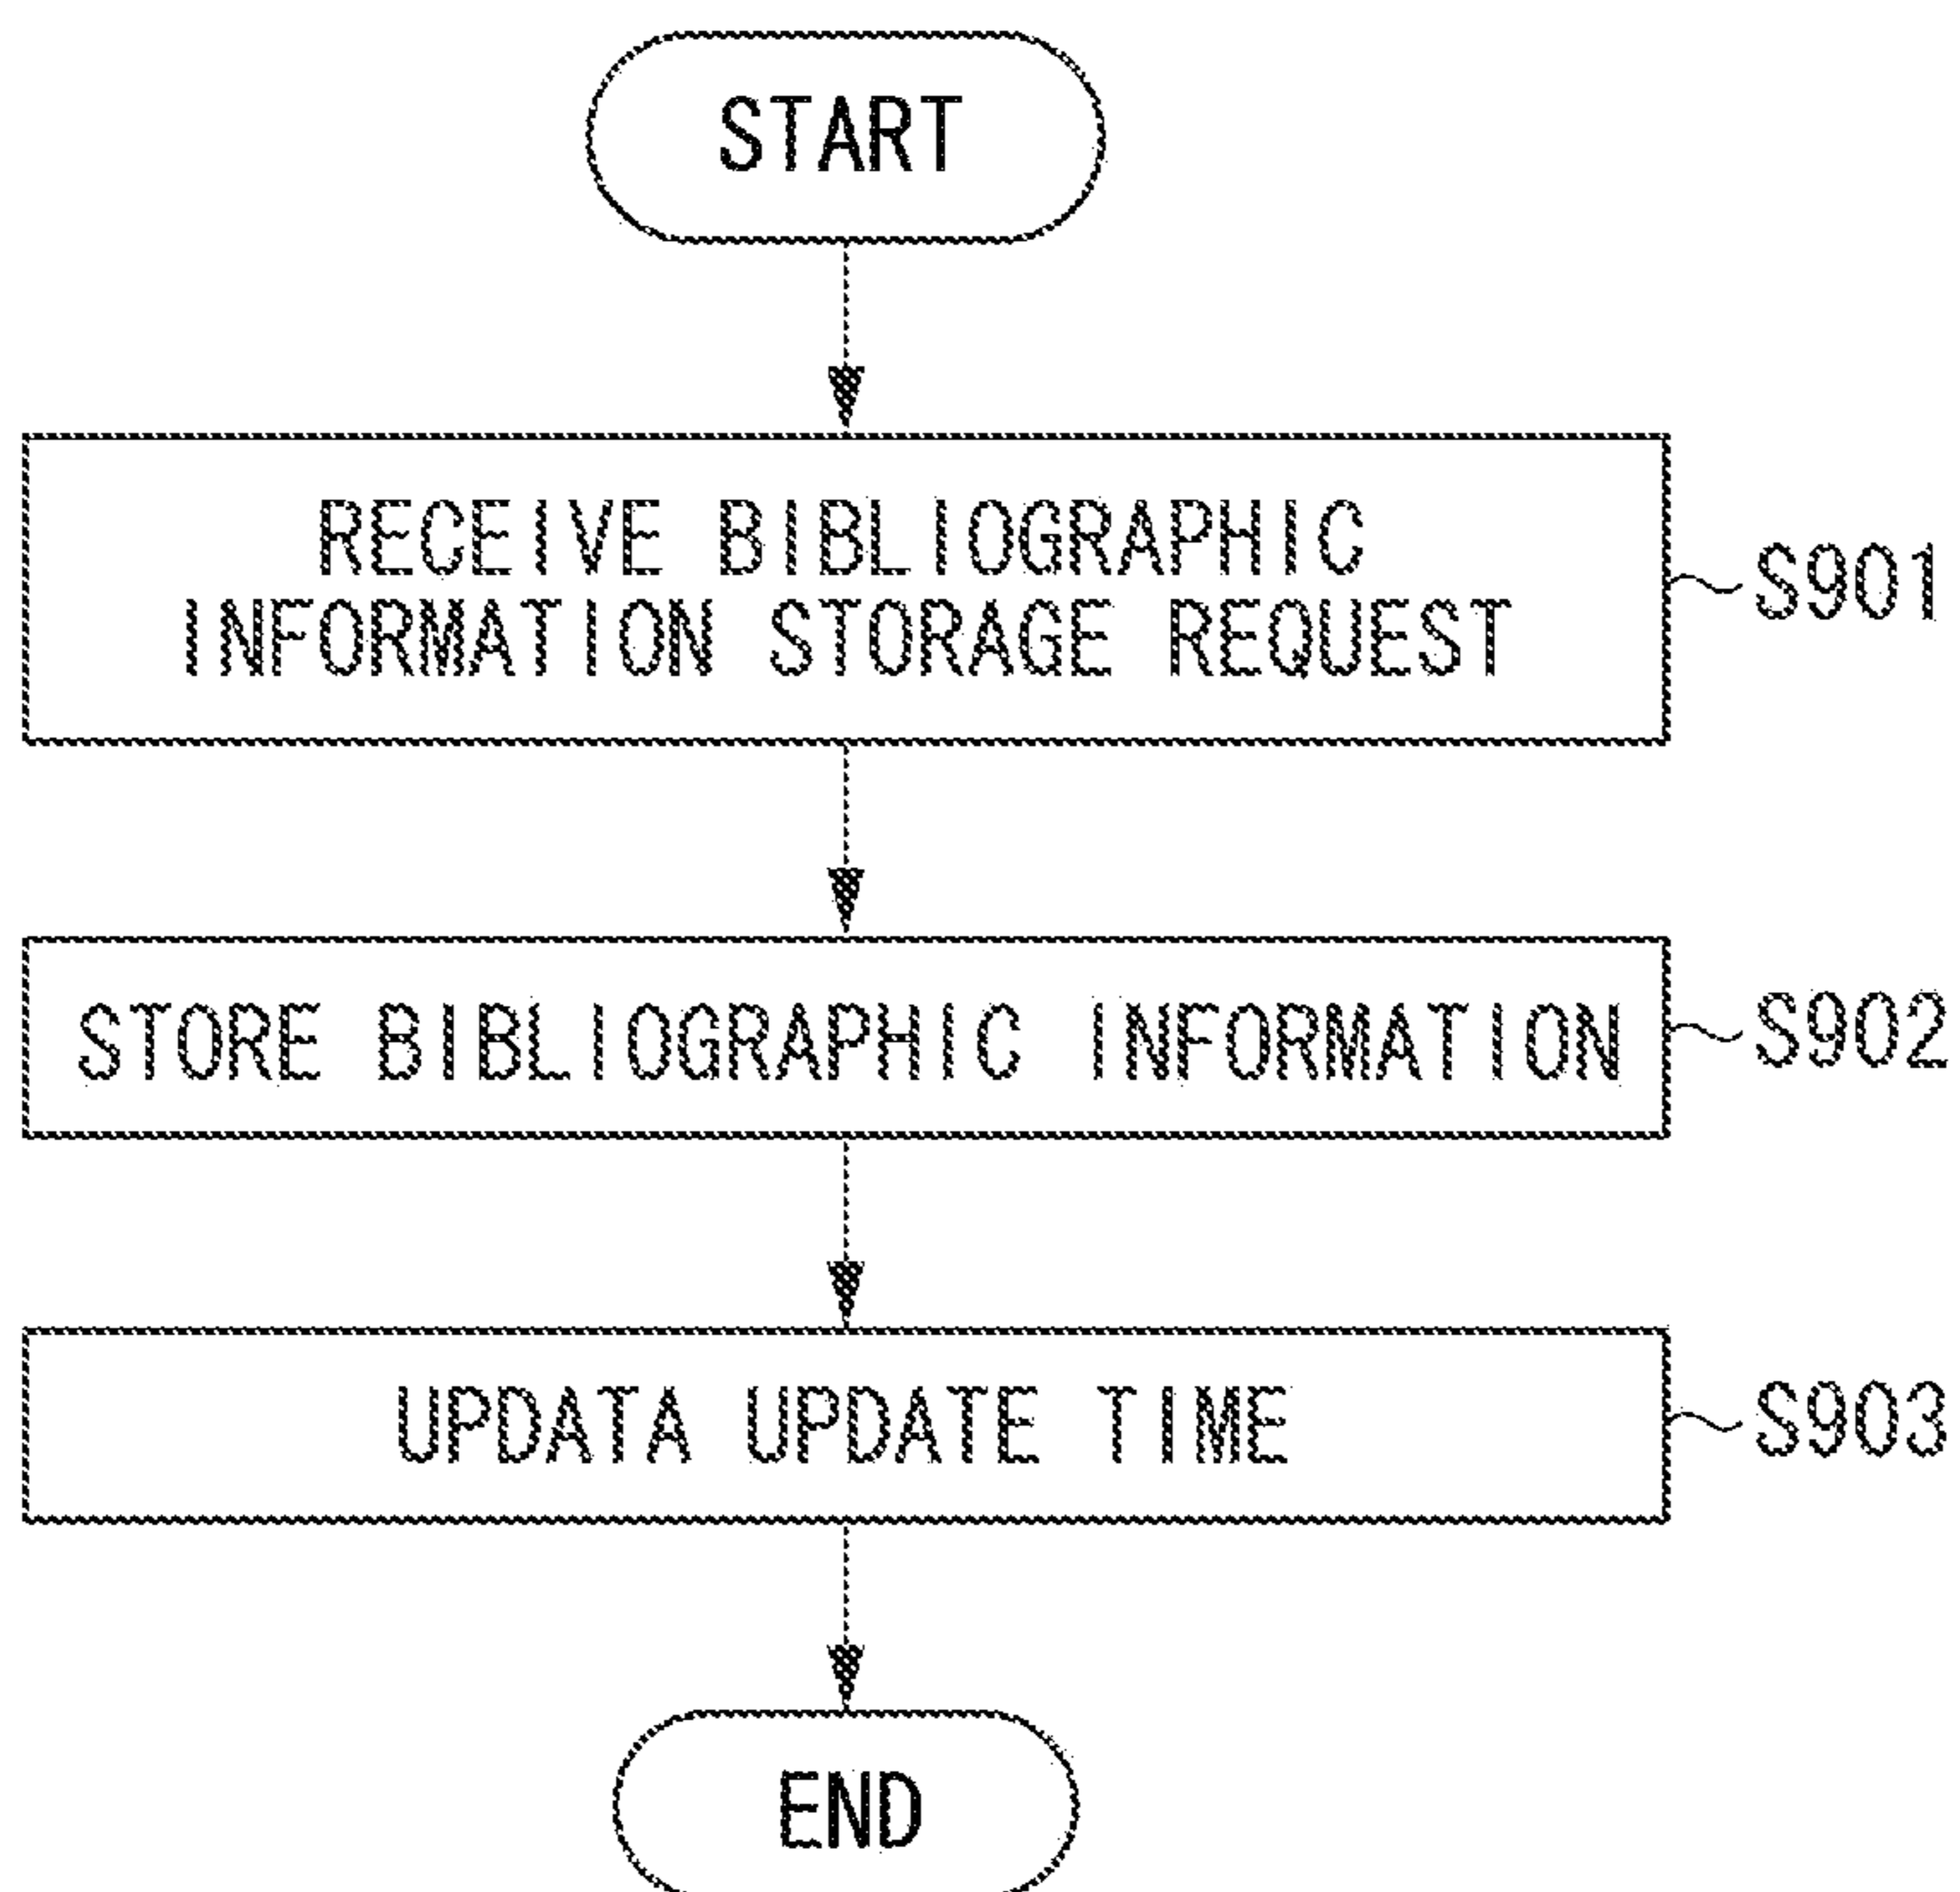 START
RECEIVE BIBLIOGRAPHIC
INFORMATION STORAGE REQUEST
S901
STORE BIBLIOGRAPHIC INFORMATION
S902
UPDATA UPDATE TIME
S903
END